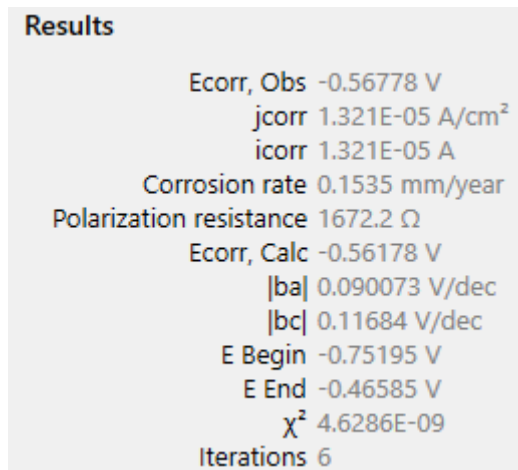 Results
Ecorr, Obs -0.56778 V
jcorr 1.321E-05 A/cm²
icorr 1.321E-05 A
Corrosion rate 0.1535 mm/year
Polarization resistance 1672.2 Ω
Ecorr, Calc -0.56178 V
|ba| 0.090073 V/dec
|bc| 0.11684 V/dec
E Begin -0.75195 V
E End -0.46585 V
χ² 4.6286E-09
Iterations 6